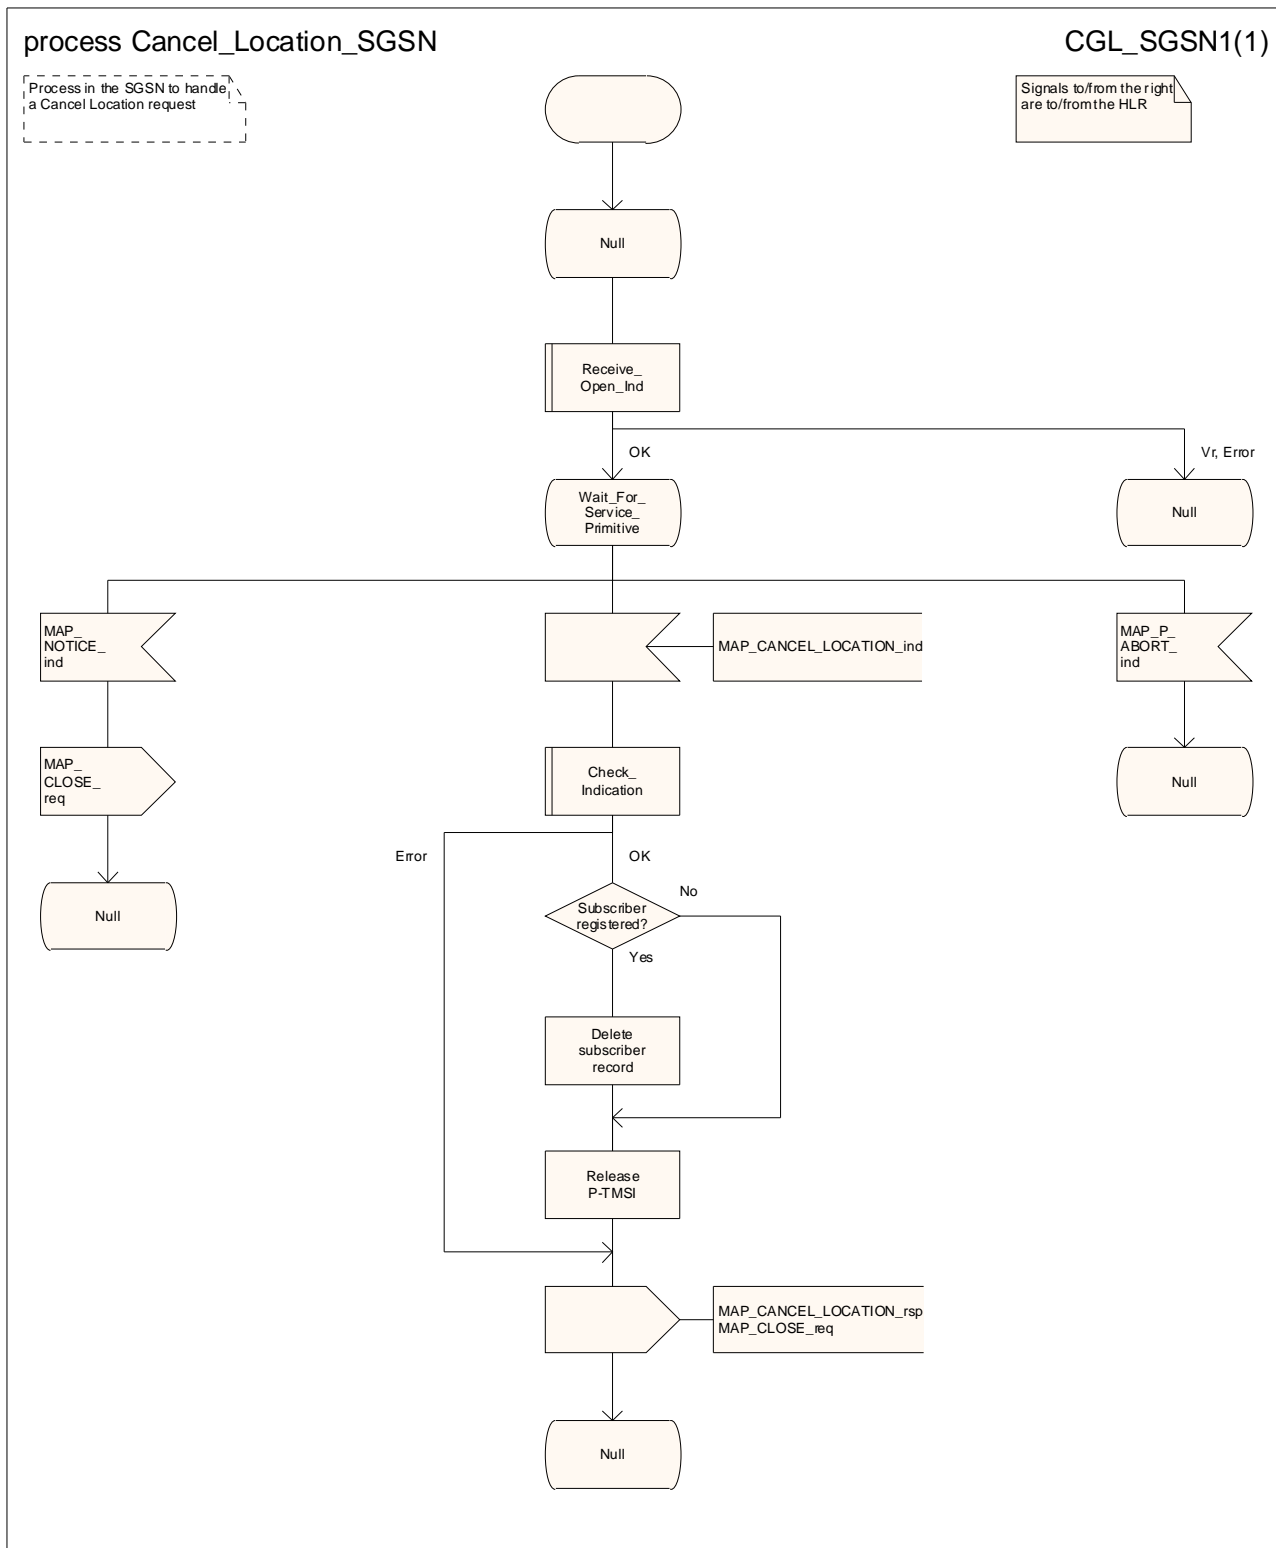 process Cancel_Location_SGSN
CGL_SGSN1(1)
Process in the SGSN to handle
a Cancel Location request
Signals to/from the right
are to/from the HLR
Null
Receive_
Open_Ind
OK
Vr, Error
Wait_For_
Service_
Primitive
Null
MAP_
NOTICE_
ind
MAP_CANCEL_LOCATION_ind
MAP_P_
ABORT_
ind
MAP_
CLOSE_
req
Check_
Indication
Null
Error
OK
No
Null
Subscriber
registered?
Yes
Delete
subscriber
record
Release
P-TMSI
MAP_CANCEL_LOCATION_rsp
MAP_CLOSE_req
Null